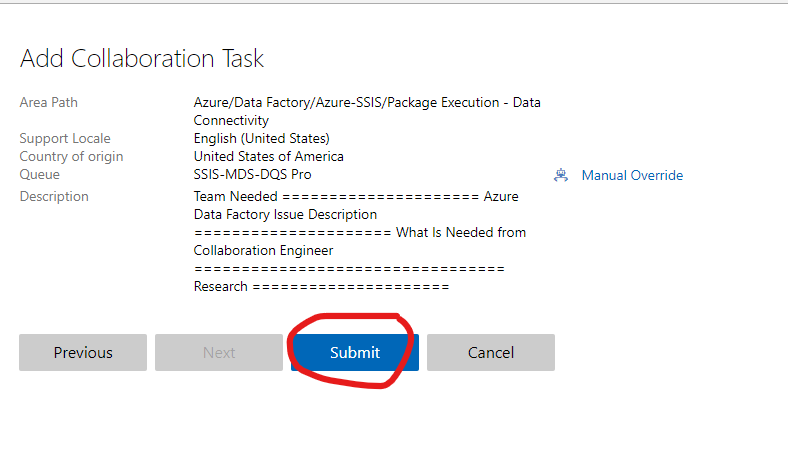 Add Collaboration Task
Area Path Azure/Data Factory/Azure-SSIS/Package Execution - Data
Connectivity
Support Locale English (United States)
Country of origin United States of America
Queue SSIS-MDS-DQS Pro Manual Override
Description Team Needed ===================== Azure
Data Factory Issue Description
===================== What Is Needed from
Collaboration Engineer
=================================
Research =====================
Previous Next Submit Cancel